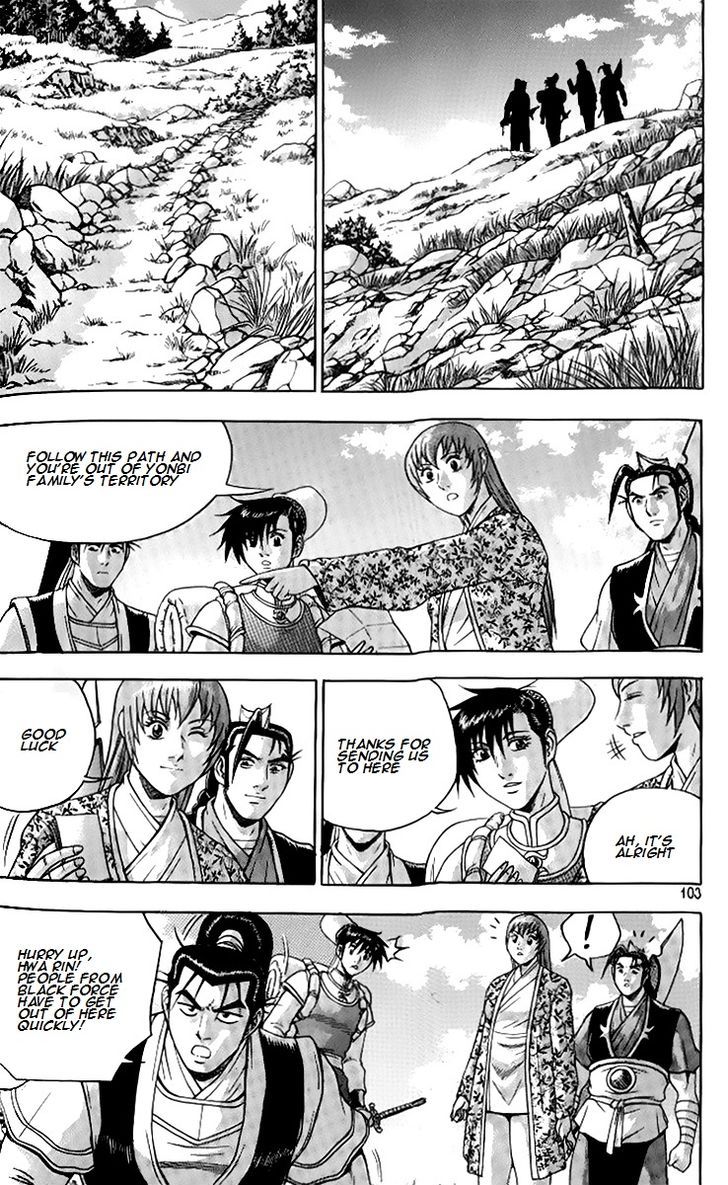 FOLLOW THIS PATH AND
YOU'RE OUT OF YONBI
FAMILY'S TERRITORY
GOOD
LUCK
THANKS FOR
SENDING US
TO HERE
AH, IT'S
ALRIGHT
103
HURRY UP,
HWA RIN!
PEOPLE FROM
BLACK FORCE
HAVE TO GET
OUT OF HERE
QUICKLY!
!